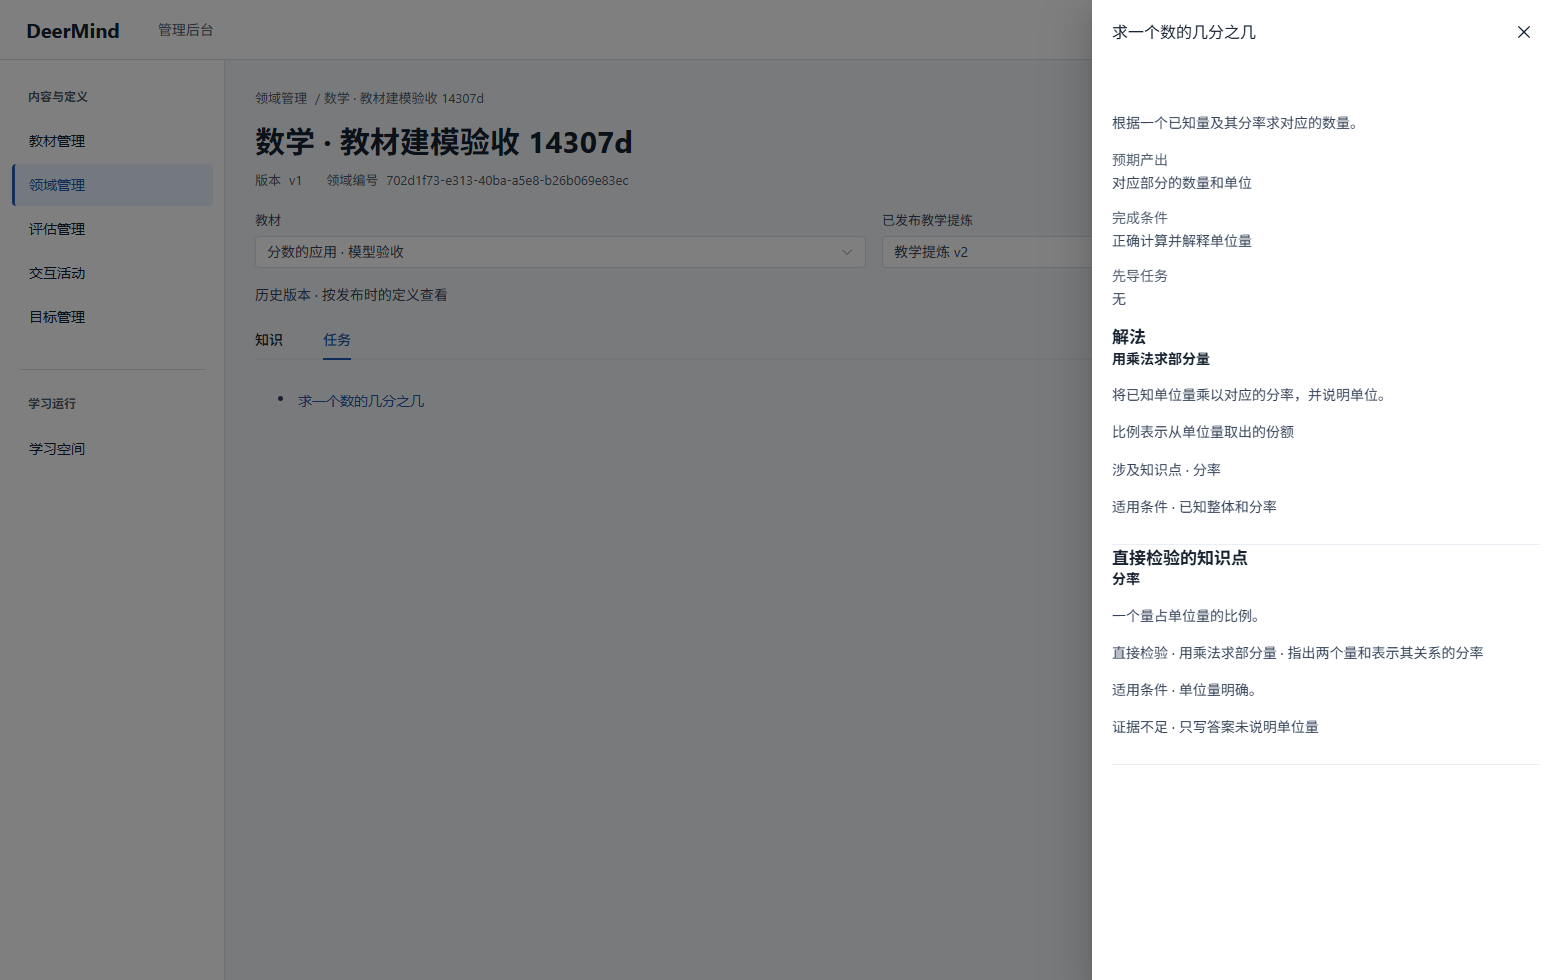 DeerMind
管理后台
内容与定义
教材管理
领域管理
评估管理
交互活动
目标管理
学习运行
学习空间
领域管理 / 数学 · 教材建模验收 14307d
数学 · 教材建模验收 14307d
版本 v1 领域编号 702d1f73-e313-40ba-a5e8-b26b069e83ec
教材
分数的应用 · 模型验收
已发布教学提炼
教学提炼 v2
历史版本 · 按发布时的定义查看
知识
任务
求一个数的几分之几
求一个数的几分之几
根据一个已知量及其分率求对应的数量。
预期产出
对应部分的数量和单位
完成条件
正确计算并解释单位量
先导任务
无
解法
用乘法求部分量
将已知单位量乘以对应的分率，并说明单位。
比例表示从单位量取出的份额
涉及知识点 · 分率
适用条件 · 已知整体和分率
直接检验的知识点
分率
一个量占单位量的比例。
直接检验 · 用乘法求部分量 · 指出两个量和表示其关系的分率
适用条件 · 单位量明确。
证据不足 · 只写答案未说明单位量